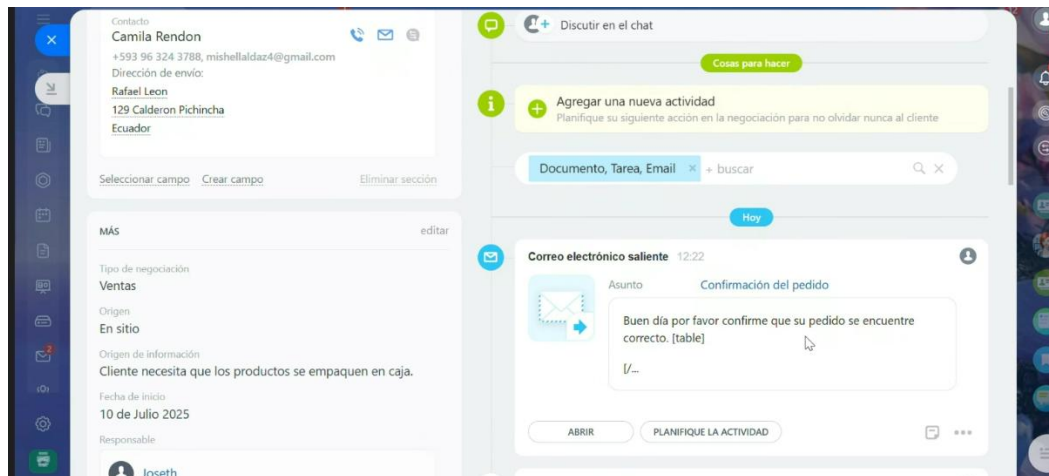 Contacto
Camila Rendon
+593 96 324 3788, mishellaldaz4@gmail.com
Dirección de envío:
Rafael Leon
129 Calderon Pichincha
Ecuador
Seleccionar campo Crear campo Eliminar sección
MÁS editar
Tipo de negociación
Ventas
Origen
En sitio
Origen de información
Cliente necesita que los productos se empaquen en caja.
Fecha de inicio
10 de Julio 2025
Responsable
Joseth
Discutir en el chat
Cosas para hacer
Agregar una nueva actividad
Planifique su siguiente acción en la negociación para no olvidar nunca al cliente
Documento, Tarea, Email × + buscar
Hoy
Correo electrónico saliente 12:22
Asunto Confirmación del pedido
Buen día por favor confirme que su pedido se encuentre
correcto. [table]
[/...
ABRIR PLANIFIQUE LA ACTIVIDAD
2